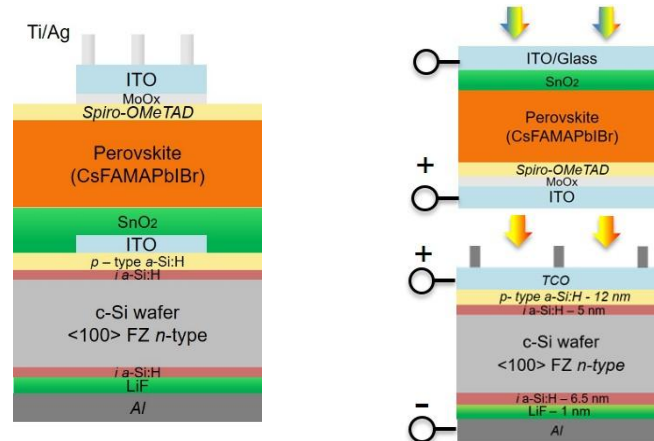 Ti/Ag
ITO
MoOx
Spiro-OMeTAD
Perovskite
(CsFAMAPbIBr)
SnO₂
ITO
p – type a-Si:H
i a-Si:H
c-Si wafer
<100> FZ n-type
i a-Si:H
LiF
Al
ITO/Glass
SnO₂
Perovskite
(CsFAMAPbIBr)
+
Spiro-OMeTAD
MoOx
ITO
+
TCO
p- type a-Si:H - 12 nm
i a-Si:H – 5 nm
c-Si wafer
<100> FZ n-type
i a-Si:H – 6.5 nm
–
LiF – 1 nm
Al